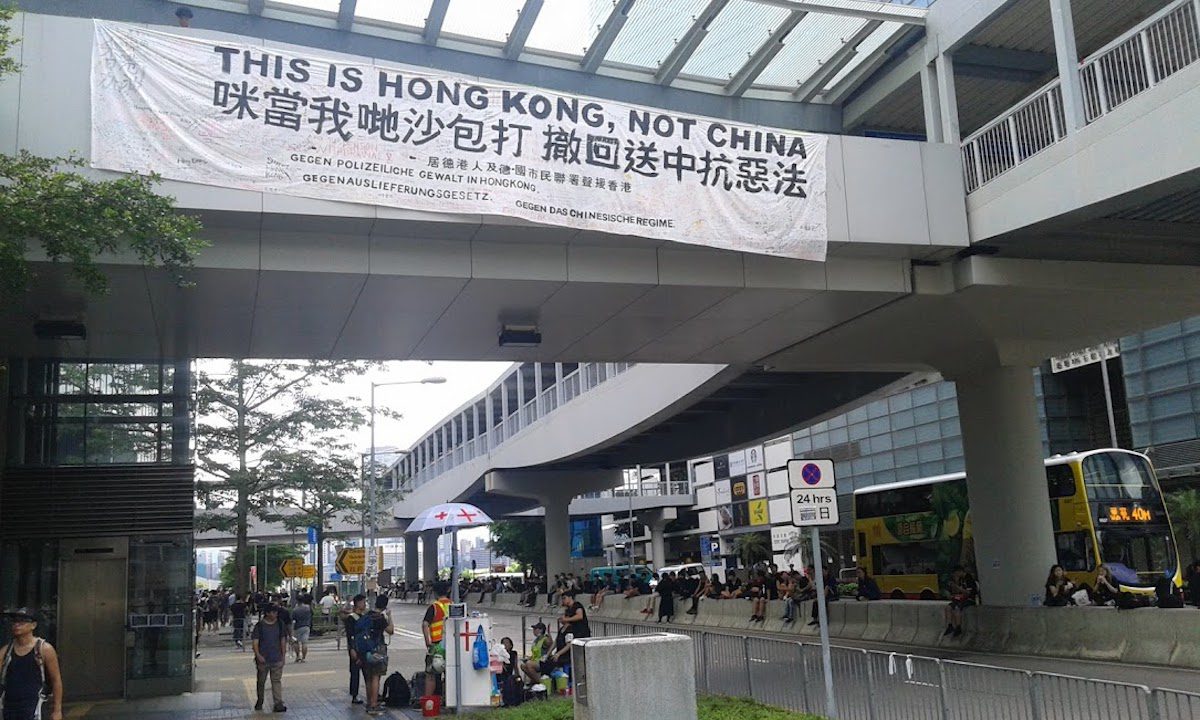 THIS IS HONG KONG, NOT CHINA
咪當我哋沙包打 撤回送中抗惡法
居德港人及德國市民聯署聲援香港
GEGEN POLIZEILICHE GEWALT IN HONGKONG.
GEGENAUSLIEFERUNGSGESETZ.
GEGEN DAS CHINESISCHE REGIME.
24 hrs
日
40M